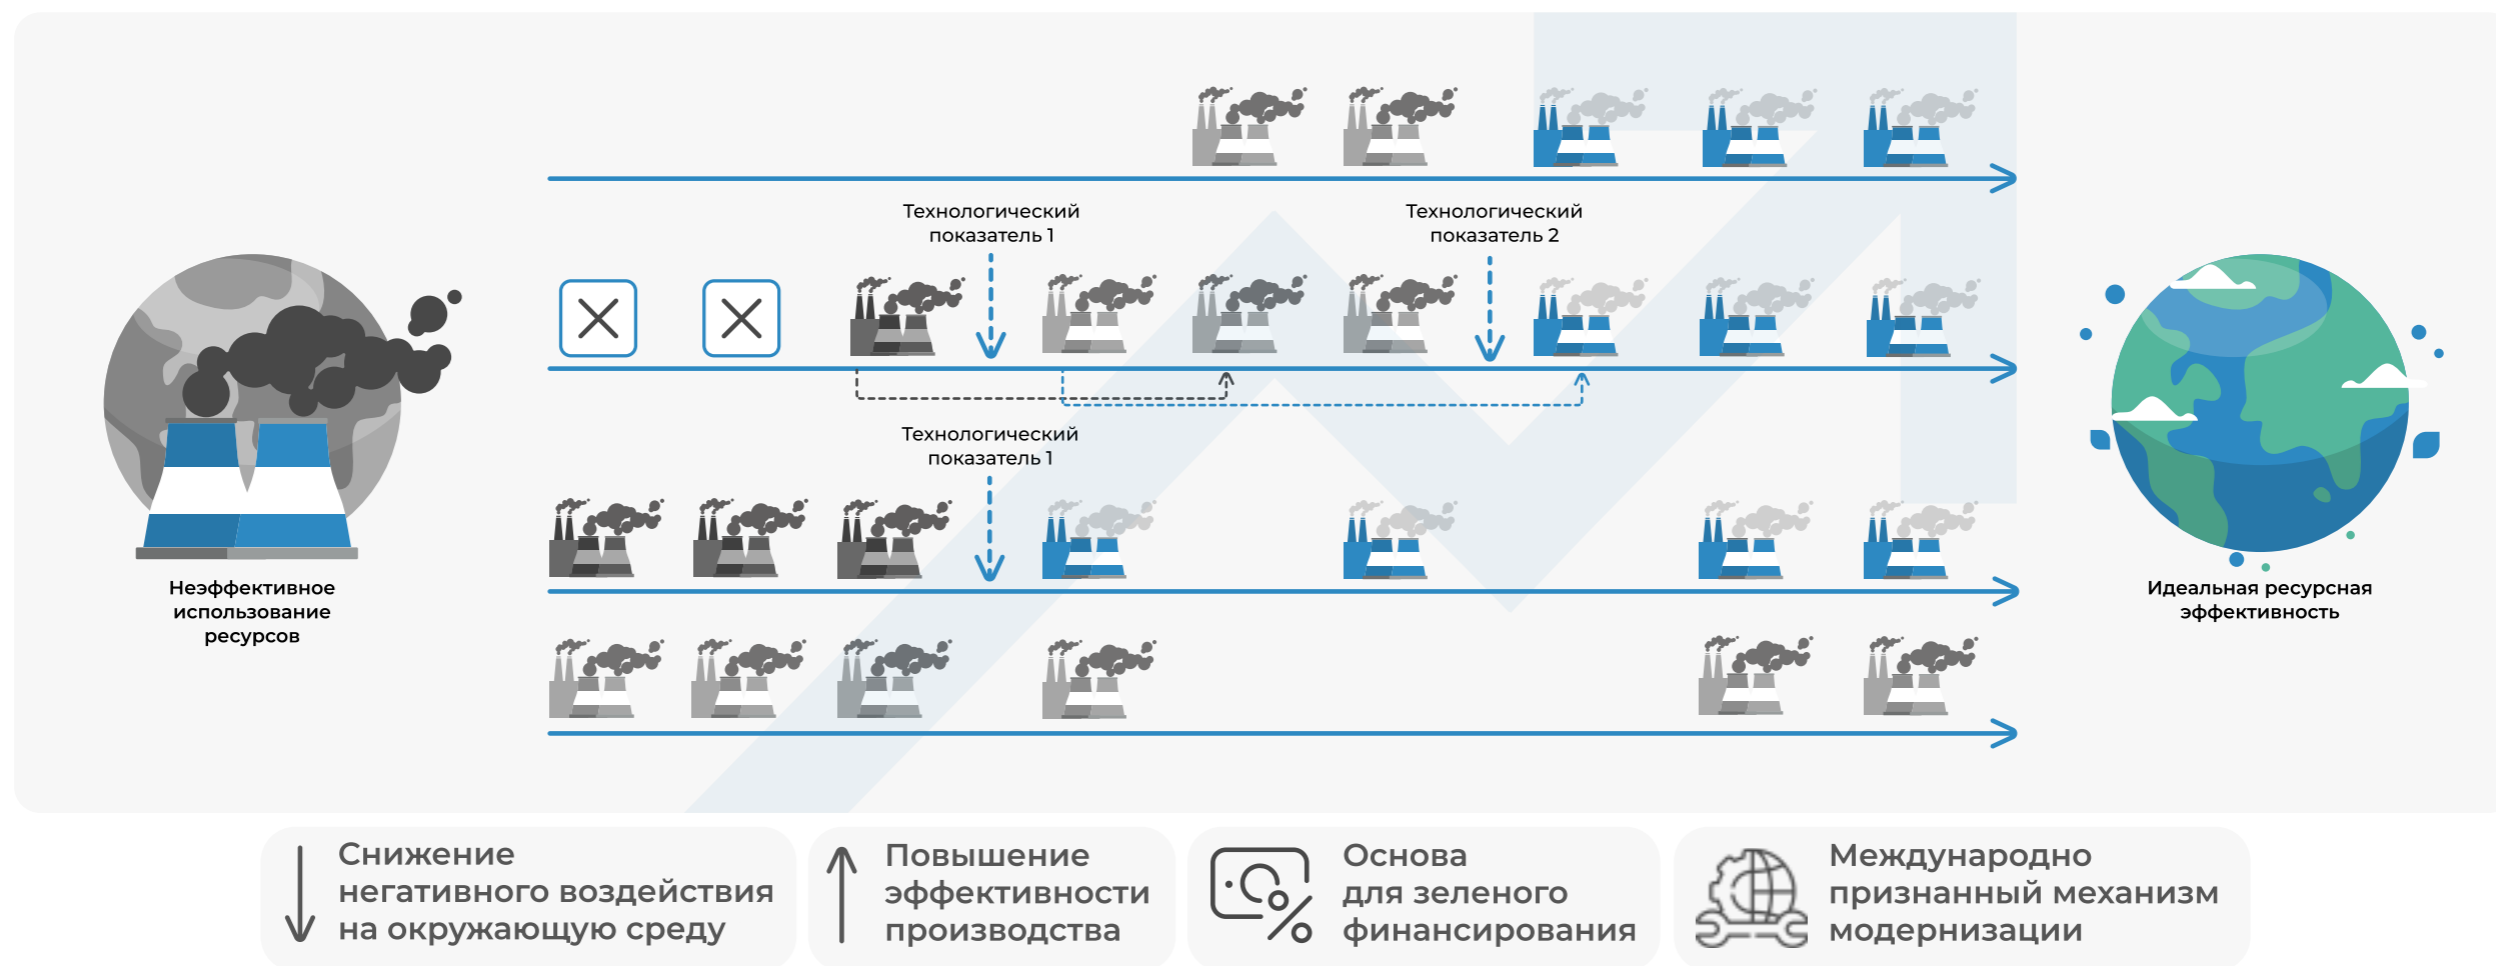 Технологический
показатель 1
Технологический
показатель 2
Технологический
показатель 1
Неэффективное
использование
ресурсов
Идеальная ресурсная
эффективность
Снижение
негативного воздействия
на окружающую среду
Повышение
эффективности
производства
Основа
для зеленого
финансирования
Международно
признанный механизм
модернизации